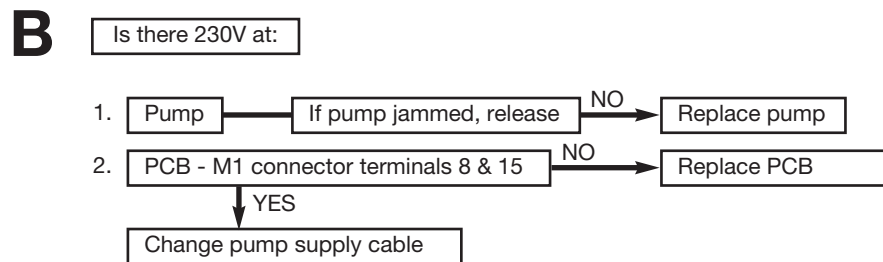 B Is there 230V at:
1. Pump If pump jammed, release NO Replace pump
2. PCB - M1 connector terminals 8 & 15 NO Replace PCB
YES
Change pump supply cable